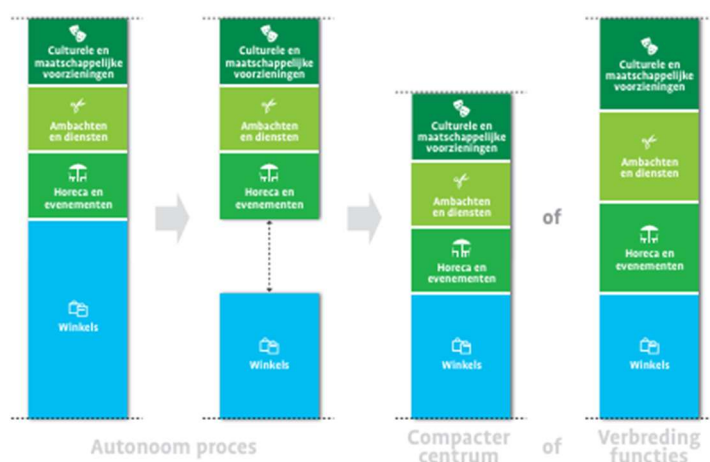 Culturele en
maatschappelijke
voorzieningen
Ambachten
en diensten
Horeca en
evenementen
Winkels
Culturele en
maatschappelijke
voorzieningen
Ambachten
en diensten
Horeca en
evenementen
Winkels
Culturele en
maatschappelijke
voorzieningen
Ambachten
en diensten
Horeca en
evenementen
Winkels
of
Culturele en
maatschappelijke
voorzieningen
Ambachten
en diensten
Horeca en
evenementen
Winkels
Autonoom proces
Compacter
centrum
of
Verbreding
functies